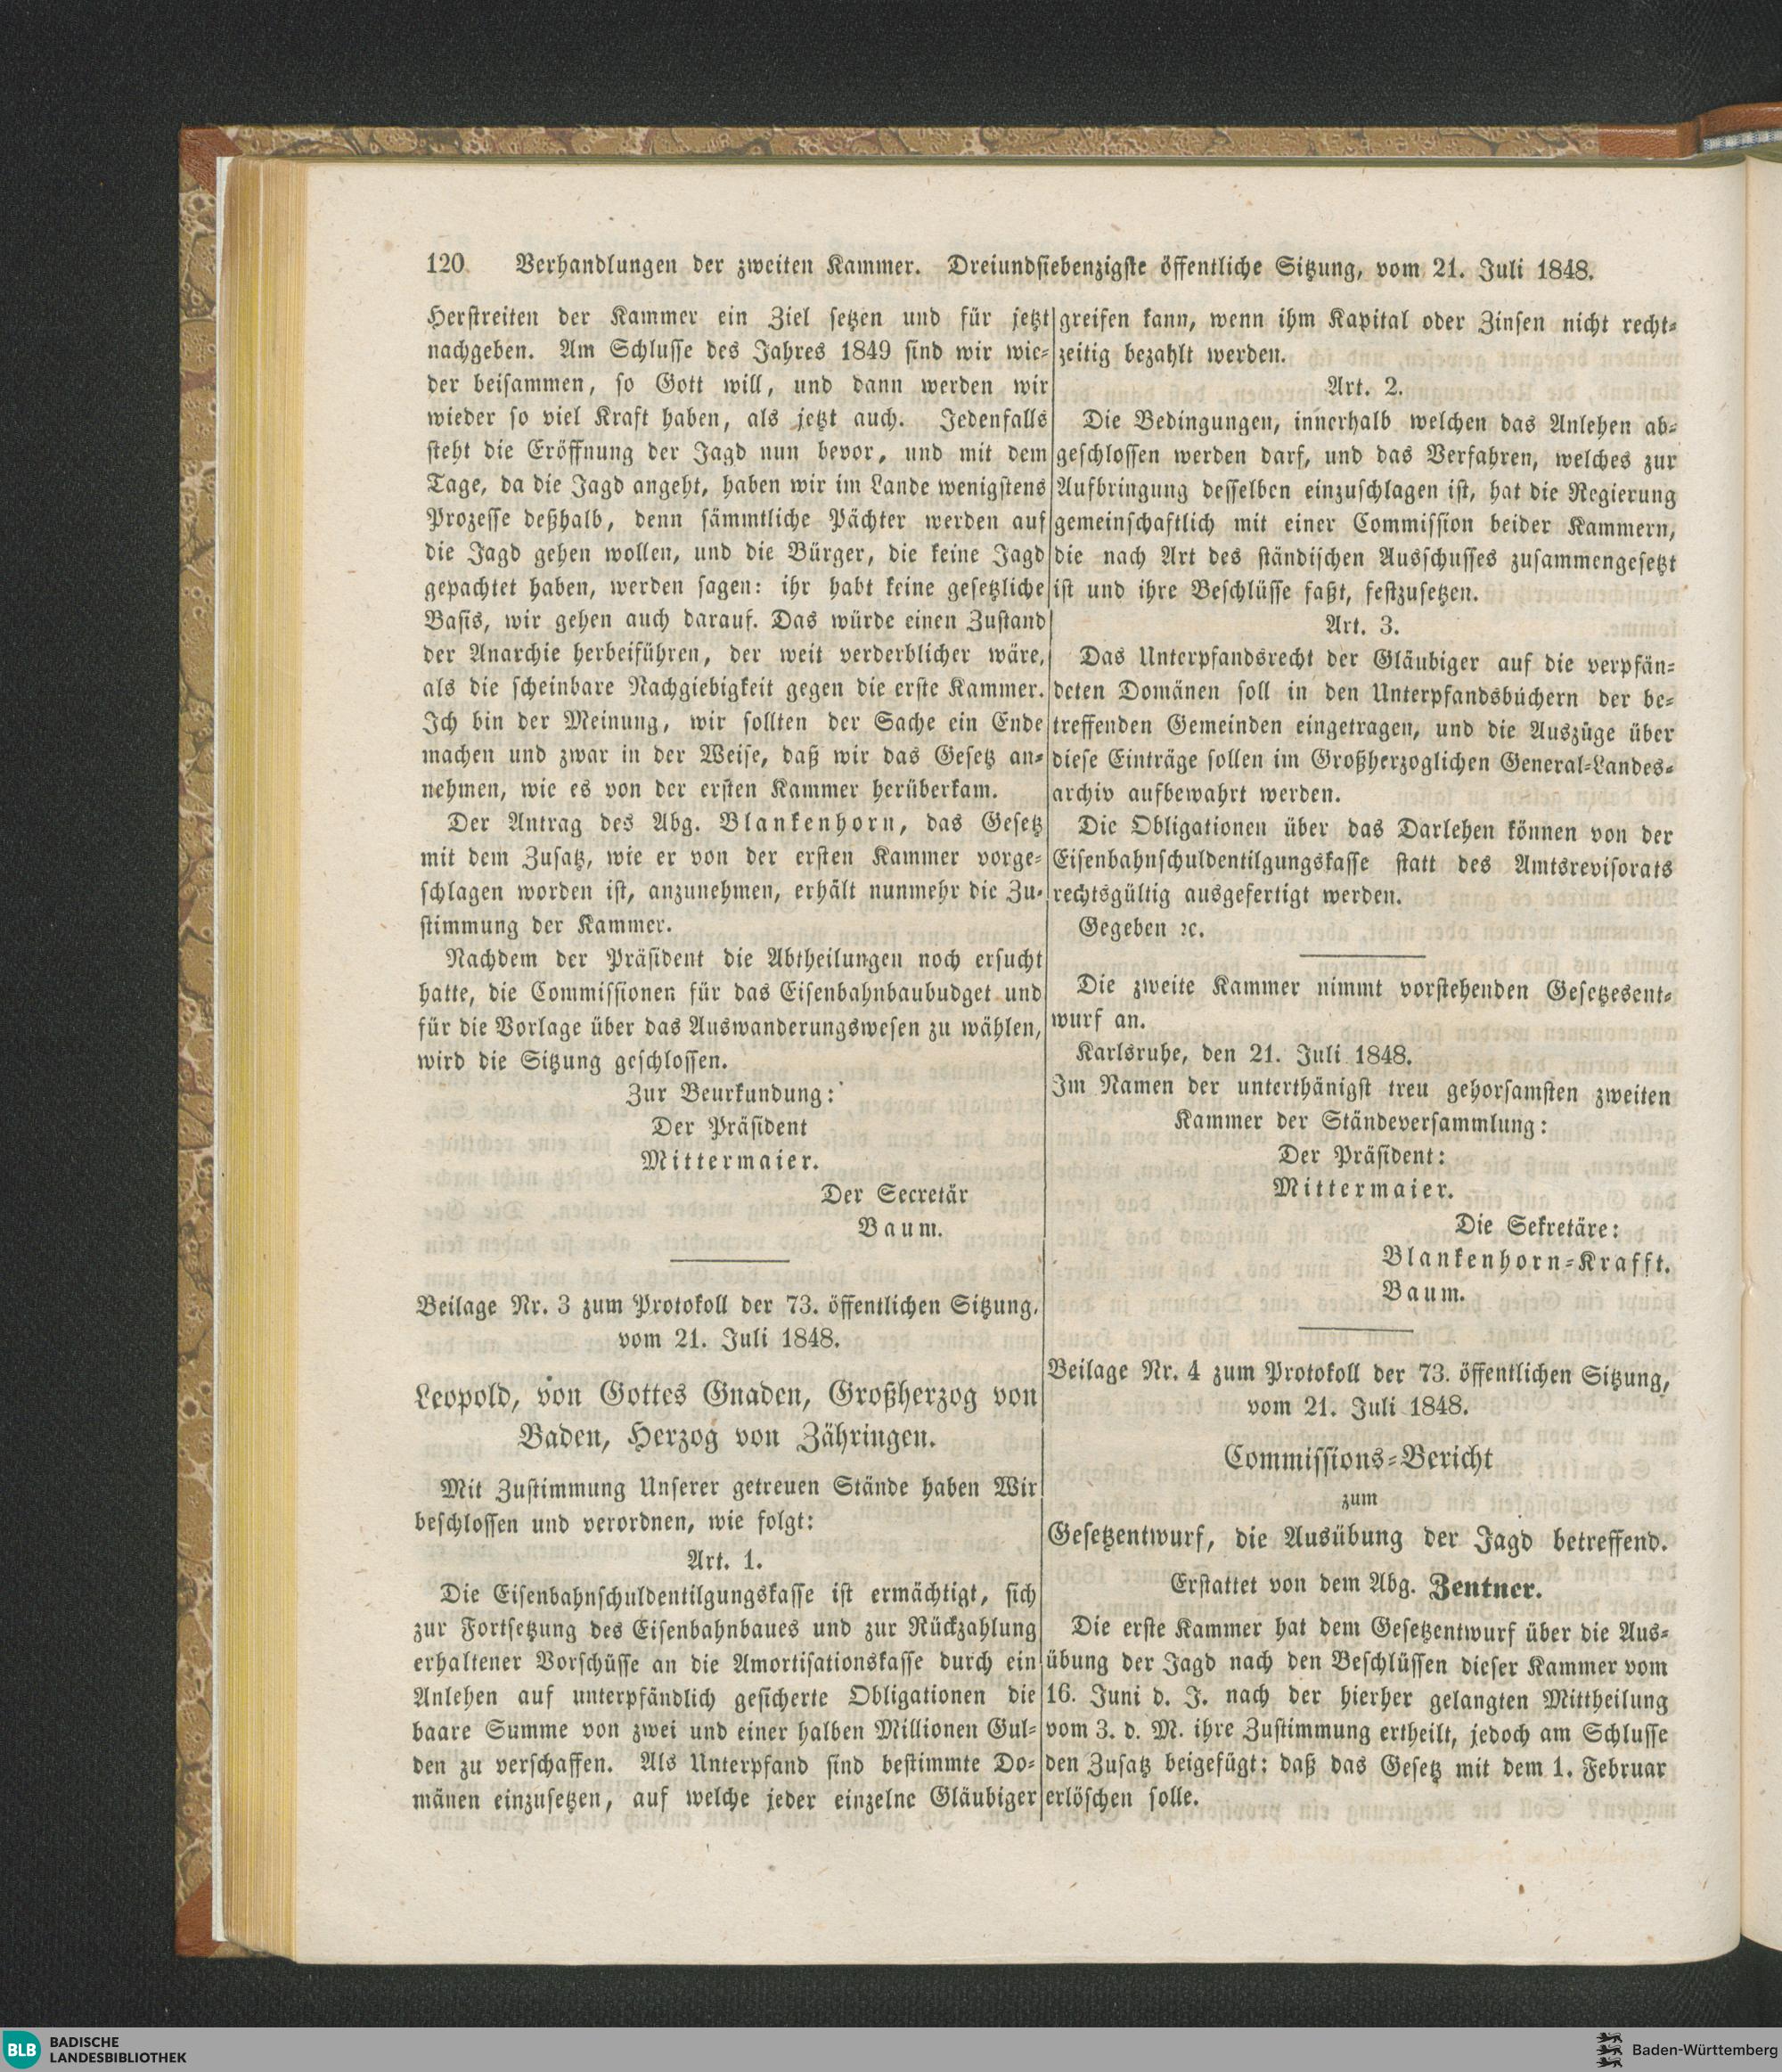 120 Verhandlungen der zweiten Kammer. Dreiundsiebenzigste öffentliche Sitzung, vom 21. Juli 1848.
Herstreiten der Kammer ein Ziel setzen und für jetzt
nachgeben. Am Schlusse des Jahres 1849 sind wir wie-
der beisammen, so Gott will, und dann werden wir
wieder so viel Kraft haben, als jetzt auch. Jedenfalls
steht die Eröffnung der Jagd nun bevor, und mit dem
Tage, da die Jagd angeht, haben wir im Lande wenigstens
Prozesse deßhalb, denn sämmtliche Pächter werden auf
die Jagd gehen wollen, und die Bürger, die keine Jagd
gepachtet haben, werden sagen: ihr habt keine gesetzliche
Basis, wir gehen auch darauf. Das würde einen Zustand
der Anarchie herbeiführen, der weit verderblicher wäre,
als die scheinbare Nachgiebigkeit gegen die erste Kammer.
Ich bin der Meinung, wir sollten der Sache ein Ende
machen und zwar in der Weise, daß wir das Gesetz an-
nehmen, wie es von der ersten Kammer herüberkam.
Der Antrag des Abg. Blankenhorn, das Gesetz
mit dem Zusatz, wie er von der ersten Kammer vorge-
schlagen worden ist, anzunehmen, erhält nunmehr die Zu-
stimmung der Kammer.
Nachdem der Präsident die Abtheilungen noch ersucht
hatte, die Commissionen für das Eisenbahnbaubudget und
für die Vorlage über das Auswanderungswesen zu wählen,
wird die Sitzung geschlossen.
Zur Beurkundung:
Der Präsident
Mittermaier.
Der Secretär
Baum.
Beilage Nr. 3 zum Protokoll der 73. öffentlichen Sitzung,
vom 21. Juli 1848.
Leopold, von Gottes Gnaden, Großherzog von
Baden, Herzog von Zähringen.
Mit Zustimmung Unserer getreuen Stände haben Wir
beschlossen und verordnen, wie folgt:
Art. 1.
Die Eisenbahnschuldentilgungskasse ist ermächtigt, sich
zur Fortsetzung des Eisenbahnbaues und zur Rückzahlung
erhaltener Vorschüsse an die Amortisationskasse durch ein
Anlehen auf unterpfändlich gesicherte Obligationen die
baare Summe von zwei und einer halben Millionen Gul-
den zu verschaffen. Als Unterpfand sind bestimmte Do-
mänen einzusetzen, auf welche jeder einzelne Gläubiger
greifen kann, wenn ihm Kapital oder Zinsen nicht recht-
zeitig bezahlt werden.
Art. 2.
Die Bedingungen, innerhalb welchen das Anlehen ab-
geschlossen werden darf, und das Verfahren, welches zur
Aufbringung desselben einzuschlagen ist, hat die Regierung
gemeinschaftlich mit einer Commission beider Kammern,
die nach Art des ständischen Ausschusses zusammengesetzt
ist und ihre Beschlüsse faßt, festzusetzen.
Art. 3.
Das Unterpfandsrecht der Gläubiger auf die verpfän-
deten Domänen soll in den Unterpfandsbüchern der be-
treffenden Gemeinden eingetragen, und die Auszüge über
diese Einträge sollen im Großherzoglichen General-Landes-
archiv aufbewahrt werden.
Die Obligationen über das Darlehen können von der
Eisenbahnschuldentilgungskasse statt des Amtsrevisorats
rechtsgültig ausgefertigt werden.
Gegeben ꝛc.
Die zweite Kammer nimmt vorstehenden Gesetzesent-
wurf an.
Karlsruhe, den 21. Juli 1848.
Im Namen der unterthänigst treu gehorsamsten zweiten
Kammer der Ständeversammlung:
Der Präsident:
Mittermaier.
Die Sekretäre:
Blankenhorn-Krafft.
Baum.
Beilage Nr. 4 zum Protokoll der 73. öffentlichen Sitzung,
vom 21. Juli 1848.
Commissions-Bericht
zum
Gesetzentwurf, die Ausübung der Jagd betreffend.
Erstattet von dem Abg. Zentner.
Die erste Kammer hat dem Gesetzentwurf über die Aus-
übung der Jagd nach den Beschlüssen dieser Kammer vom
16. Juni d. J. nach der hierher gelangten Mittheilung
vom 3. d. M. ihre Zustimmung ertheilt, jedoch am Schlusse
den Zusatz beigefügt: daß das Gesetz mit dem 1. Februar
erlöschen solle.
BLB BADISCHE
LANDESBIBLIOTHEK
Baden-Württemberg